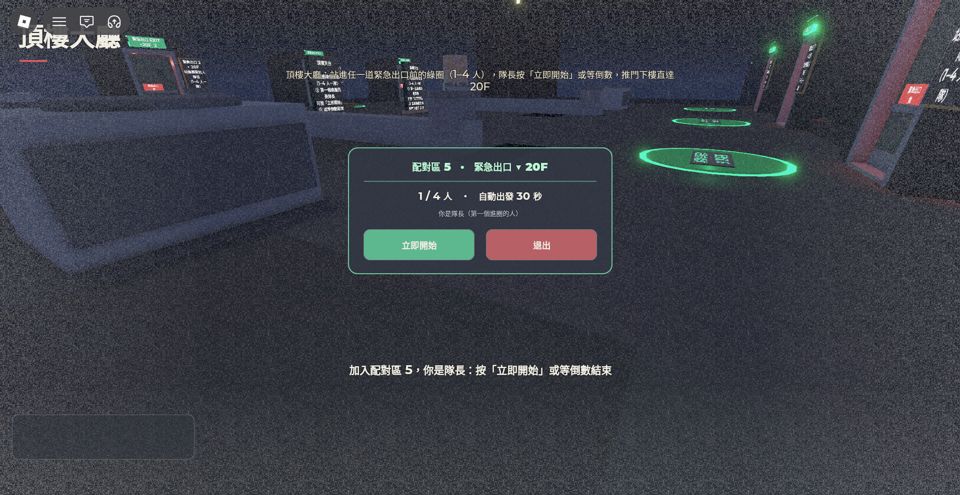 頂樓大廳
頂樓大廳：站進任一道緊急出口前的綠圈（1–4 人），隊長按「立即開始」或等倒數，推門下樓直達
20F
配對區 5 • 緊急出口 ▼ 20F
1 / 4 人 • 自動出發 30 秒
你是隊長（第一個進圈的人）
立即開始
退出
加入配對區 5，你是隊長：按「立即開始」或等倒數結束